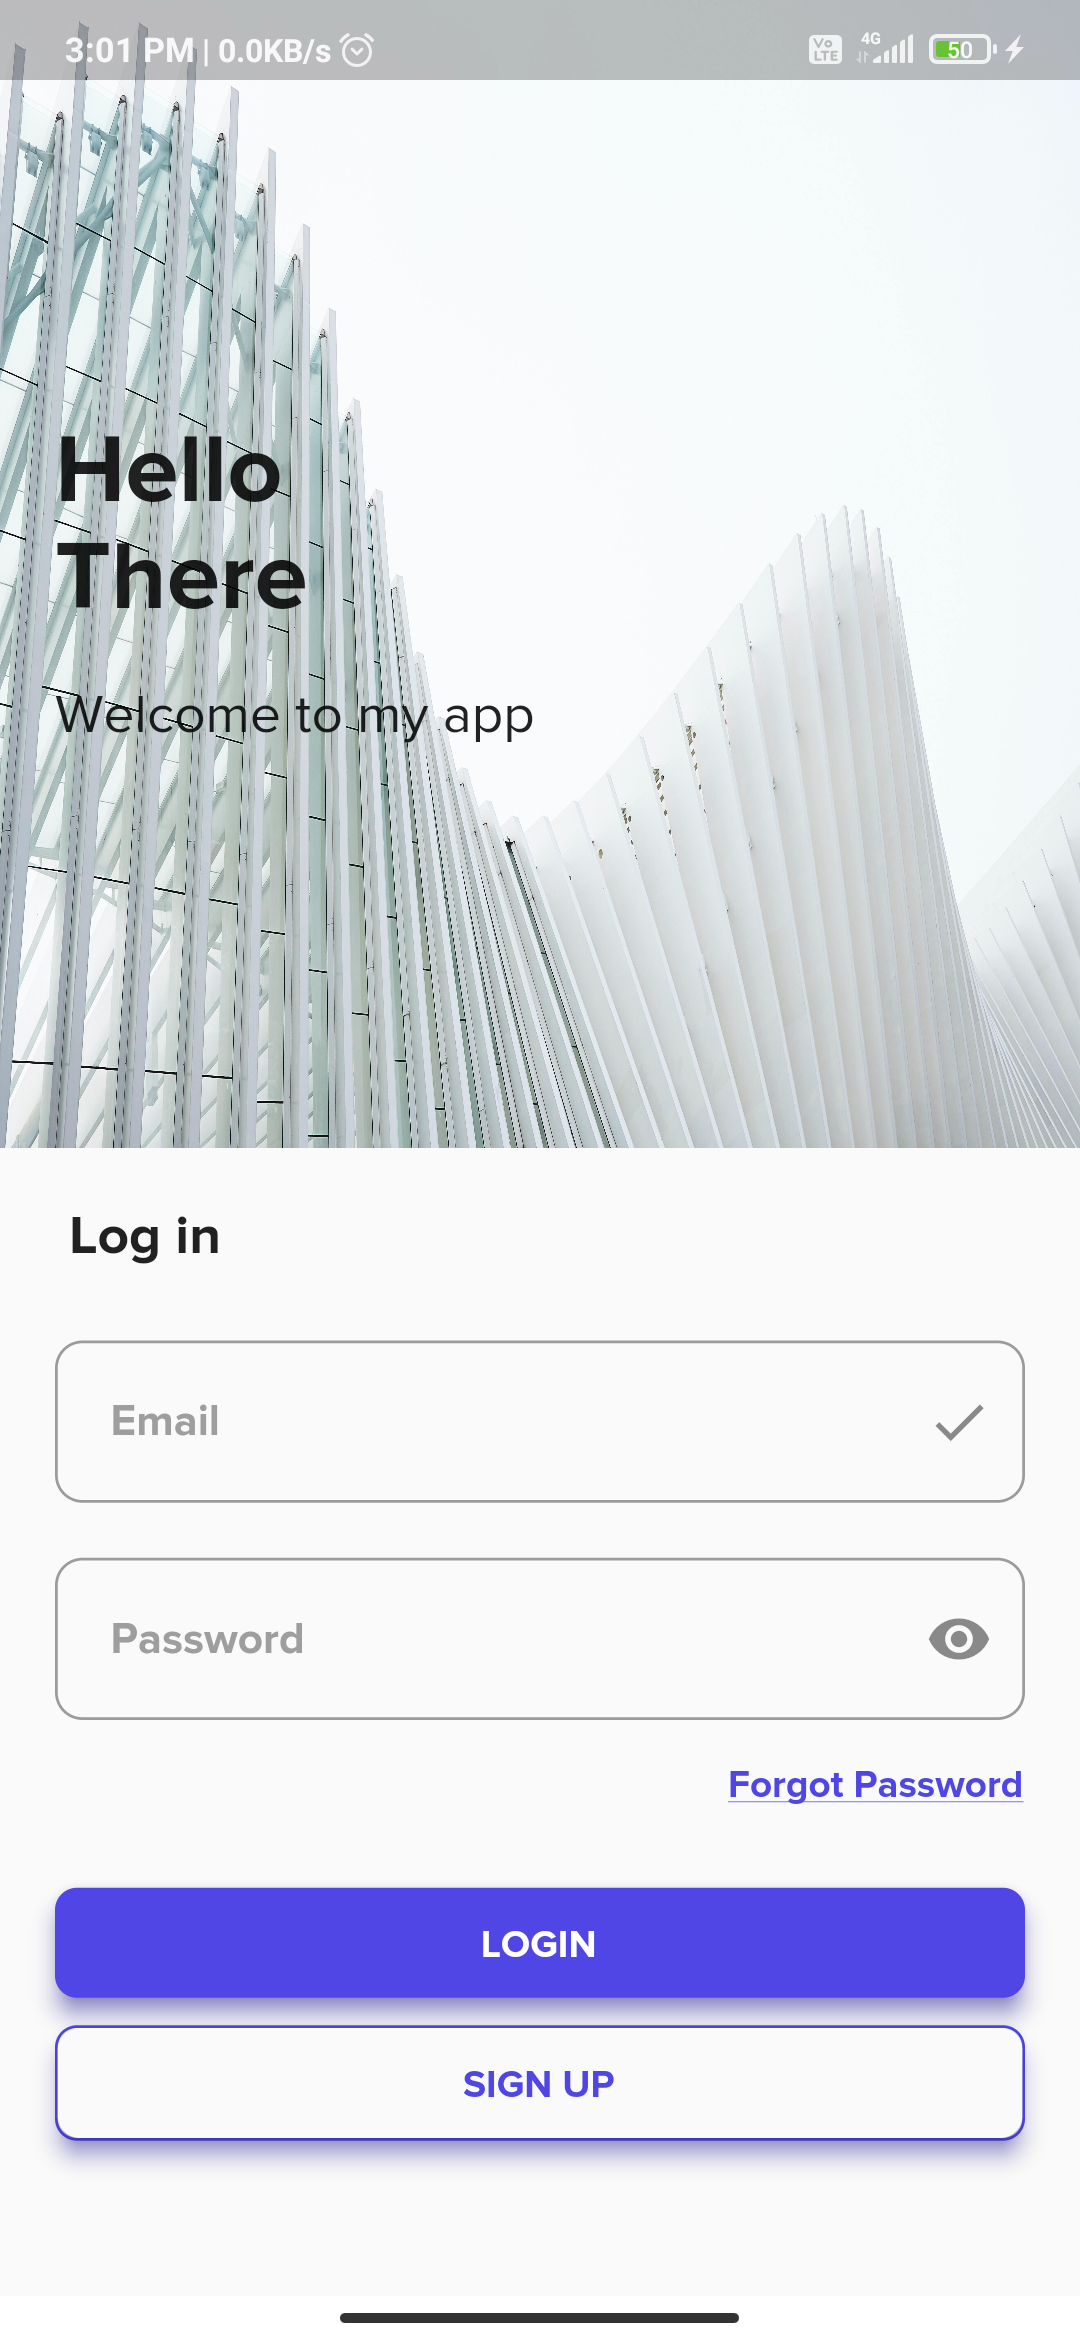 3:01 PM | 0.0KB/s
Vo LTE 4G 50
Hello
There
Welcome to my app
Log in
Email
Password
Forgot Password
LOGIN
SIGN UP